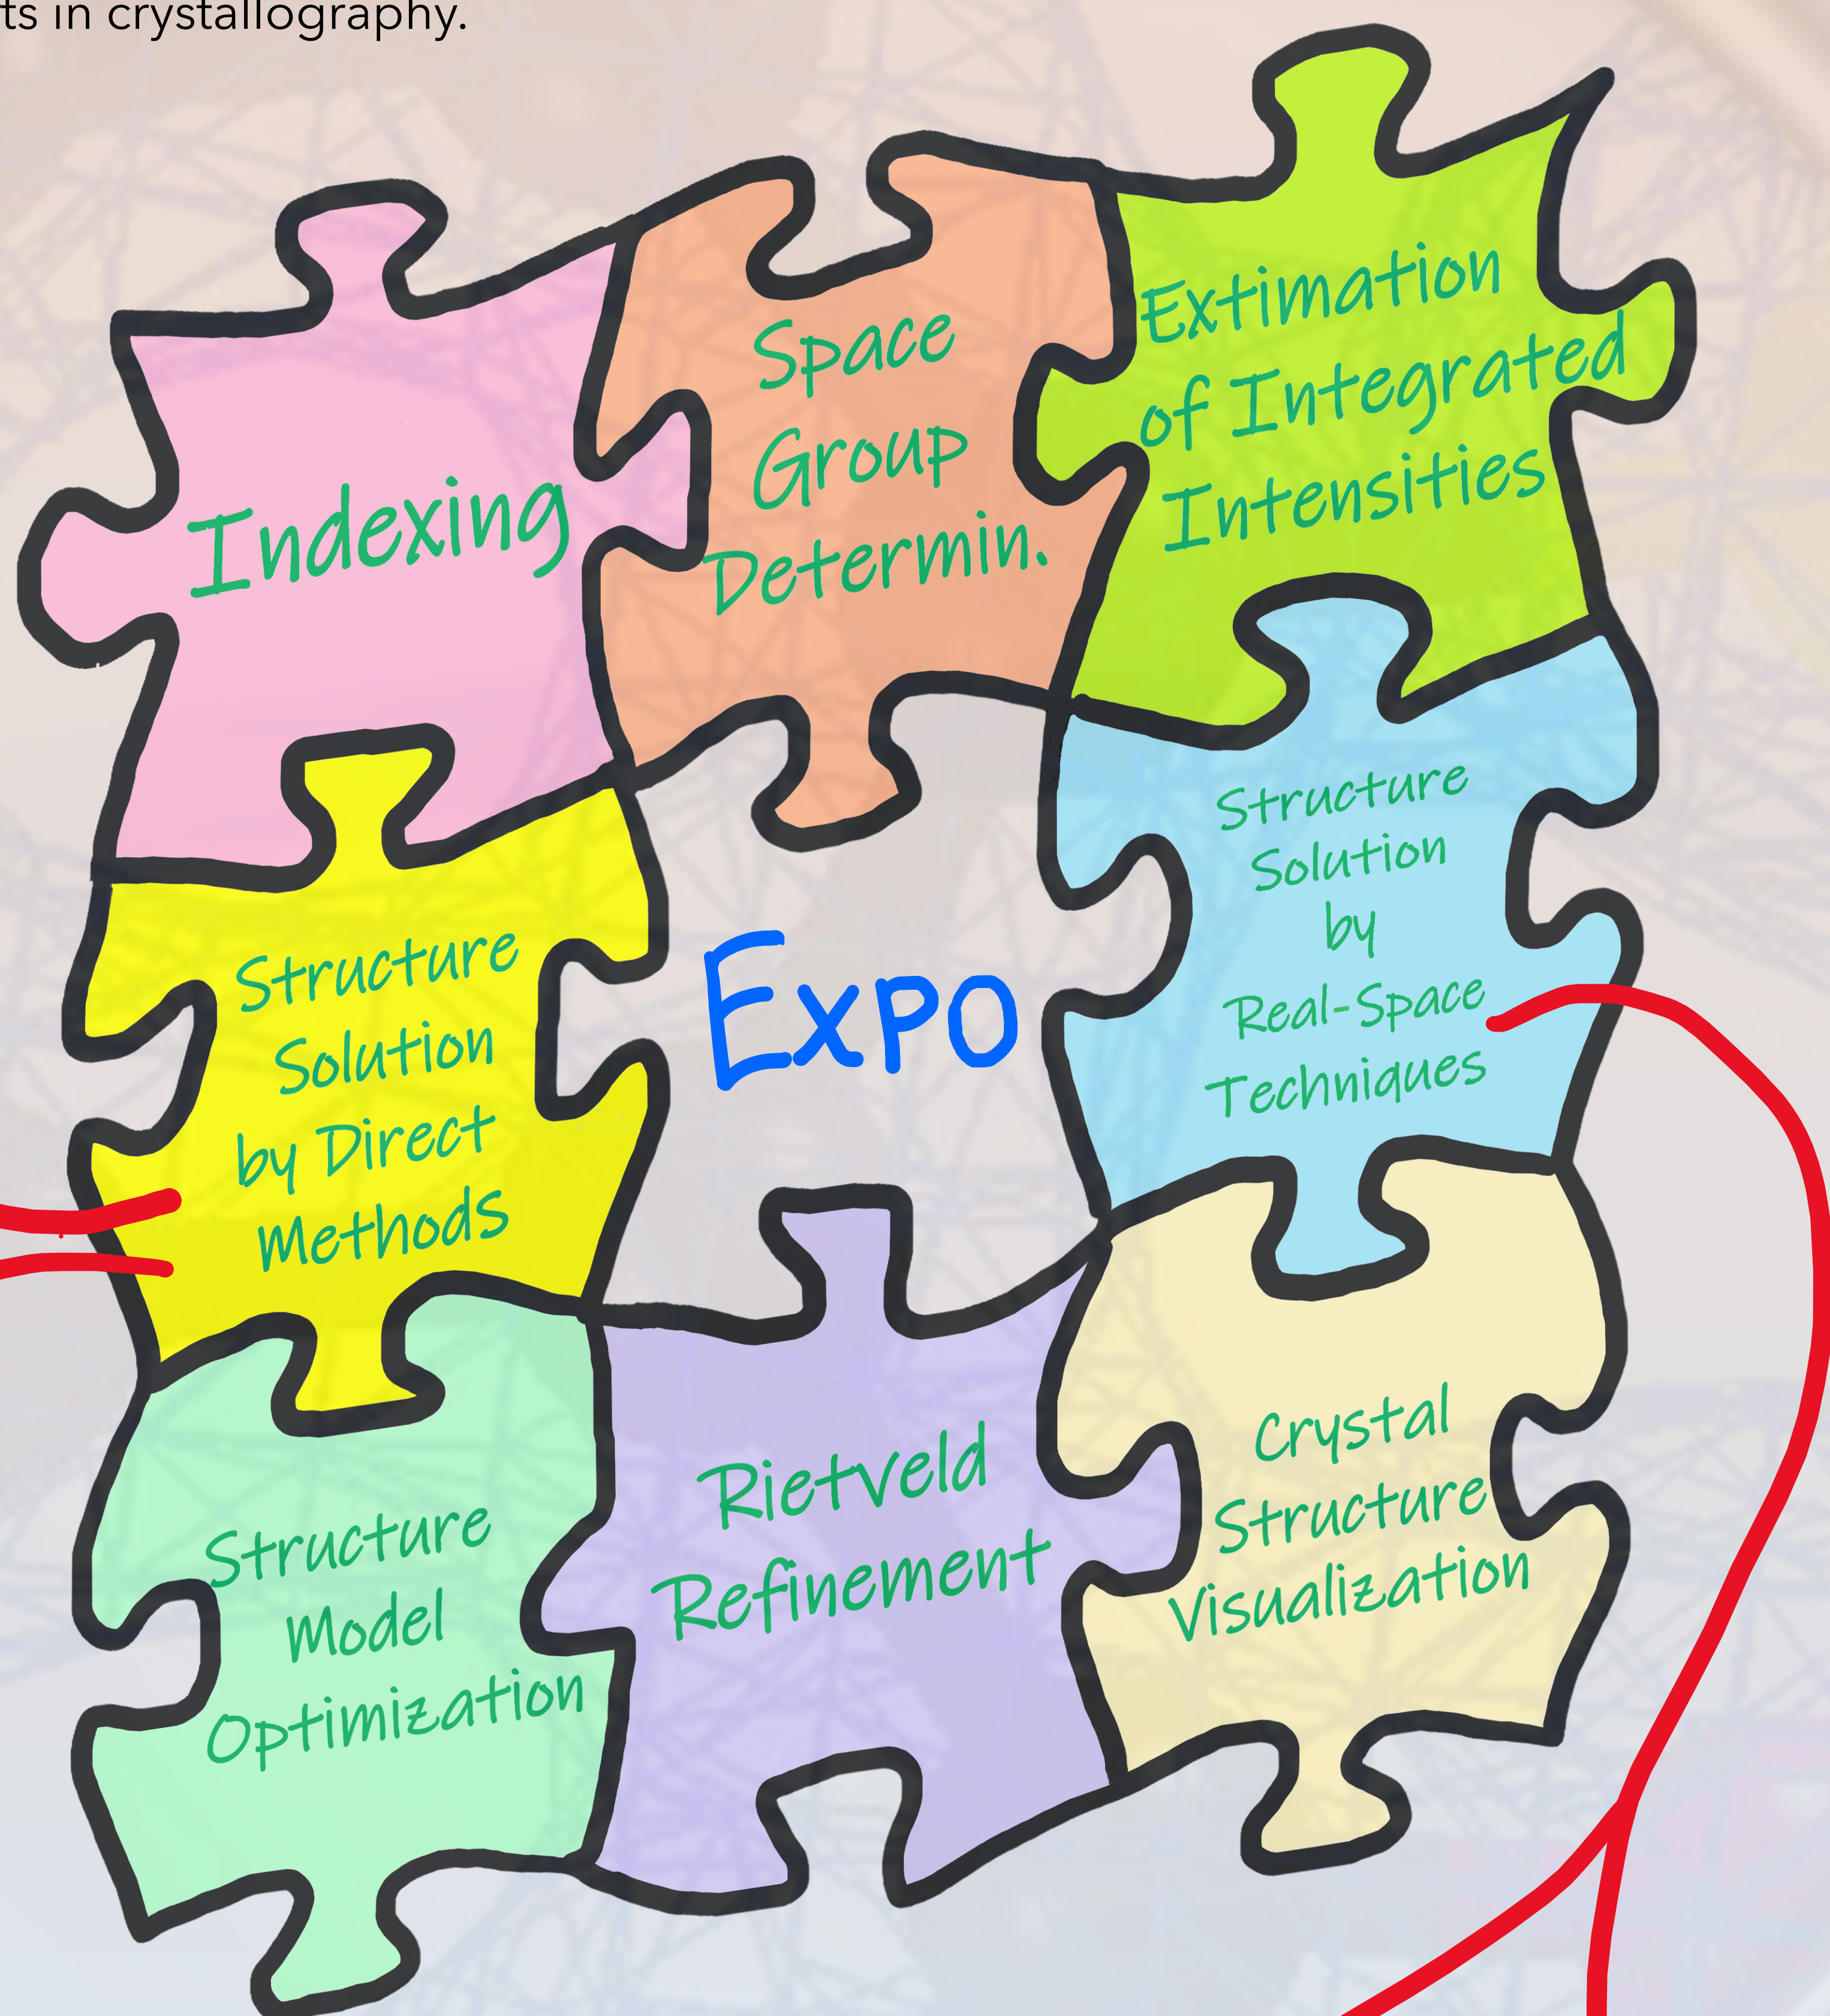 ts in crystallography.
Indexing
Space
Group
Determin.
Extimation
of Integrated
Intensities
Structure
Solution
by Direct
Methods
Expo
Structure
Solution
by
Real-Space
Techniques
Structure
Model
Optimization
Rietveld
Refinement
Crystal
Structure
Visualization